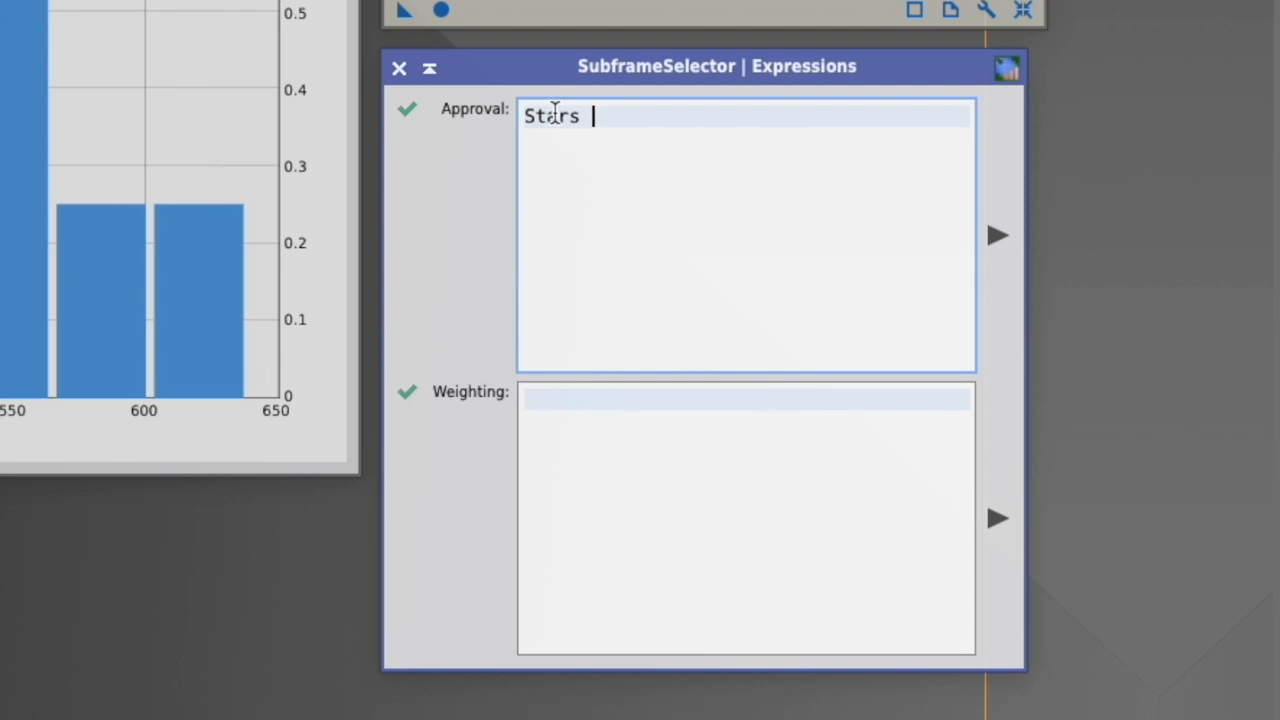 0.5
SubframeSelector | Expressions
0.4
Approval:
Stars
0.3
0.2
0.1
0
Weighting:
550
600
650